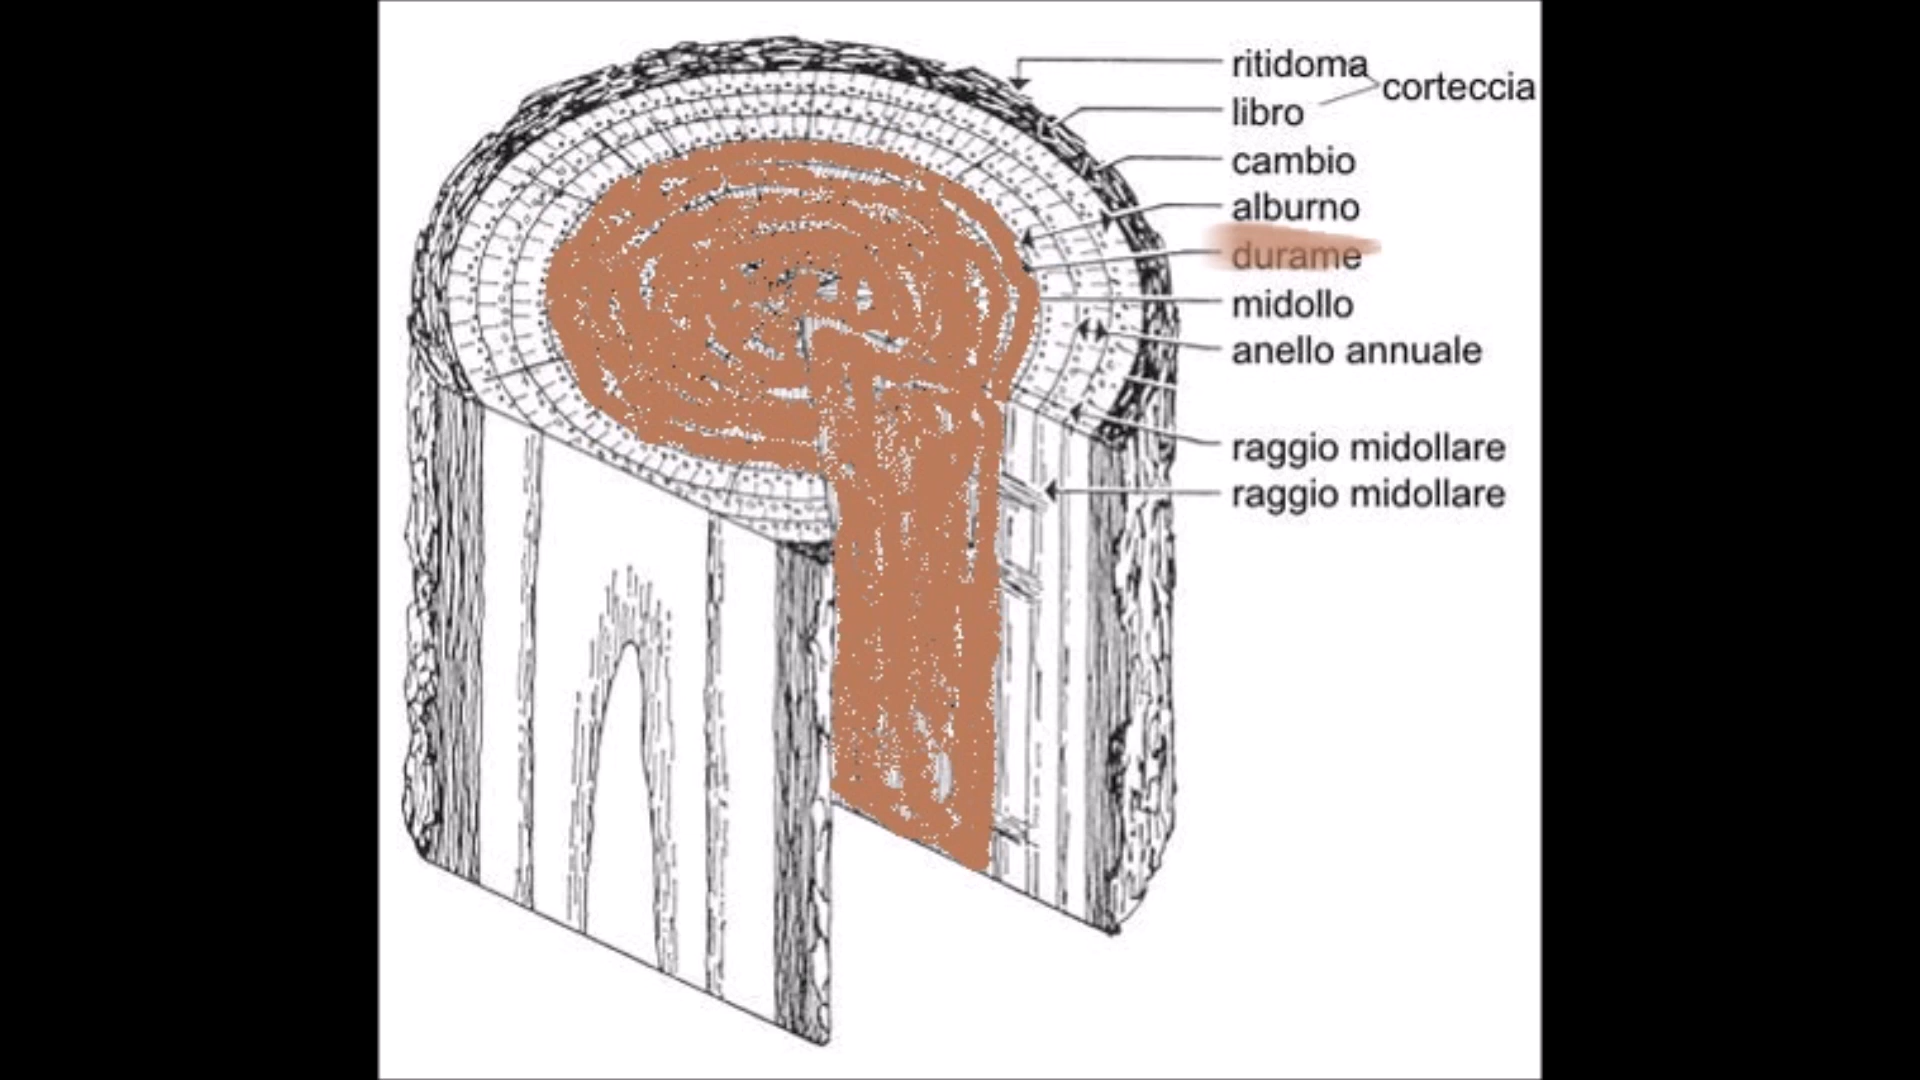 ritidoma
corteccia
libro
cambio
alburno
durame
midollo
anello annuale
raggio midollare
raggio midollare